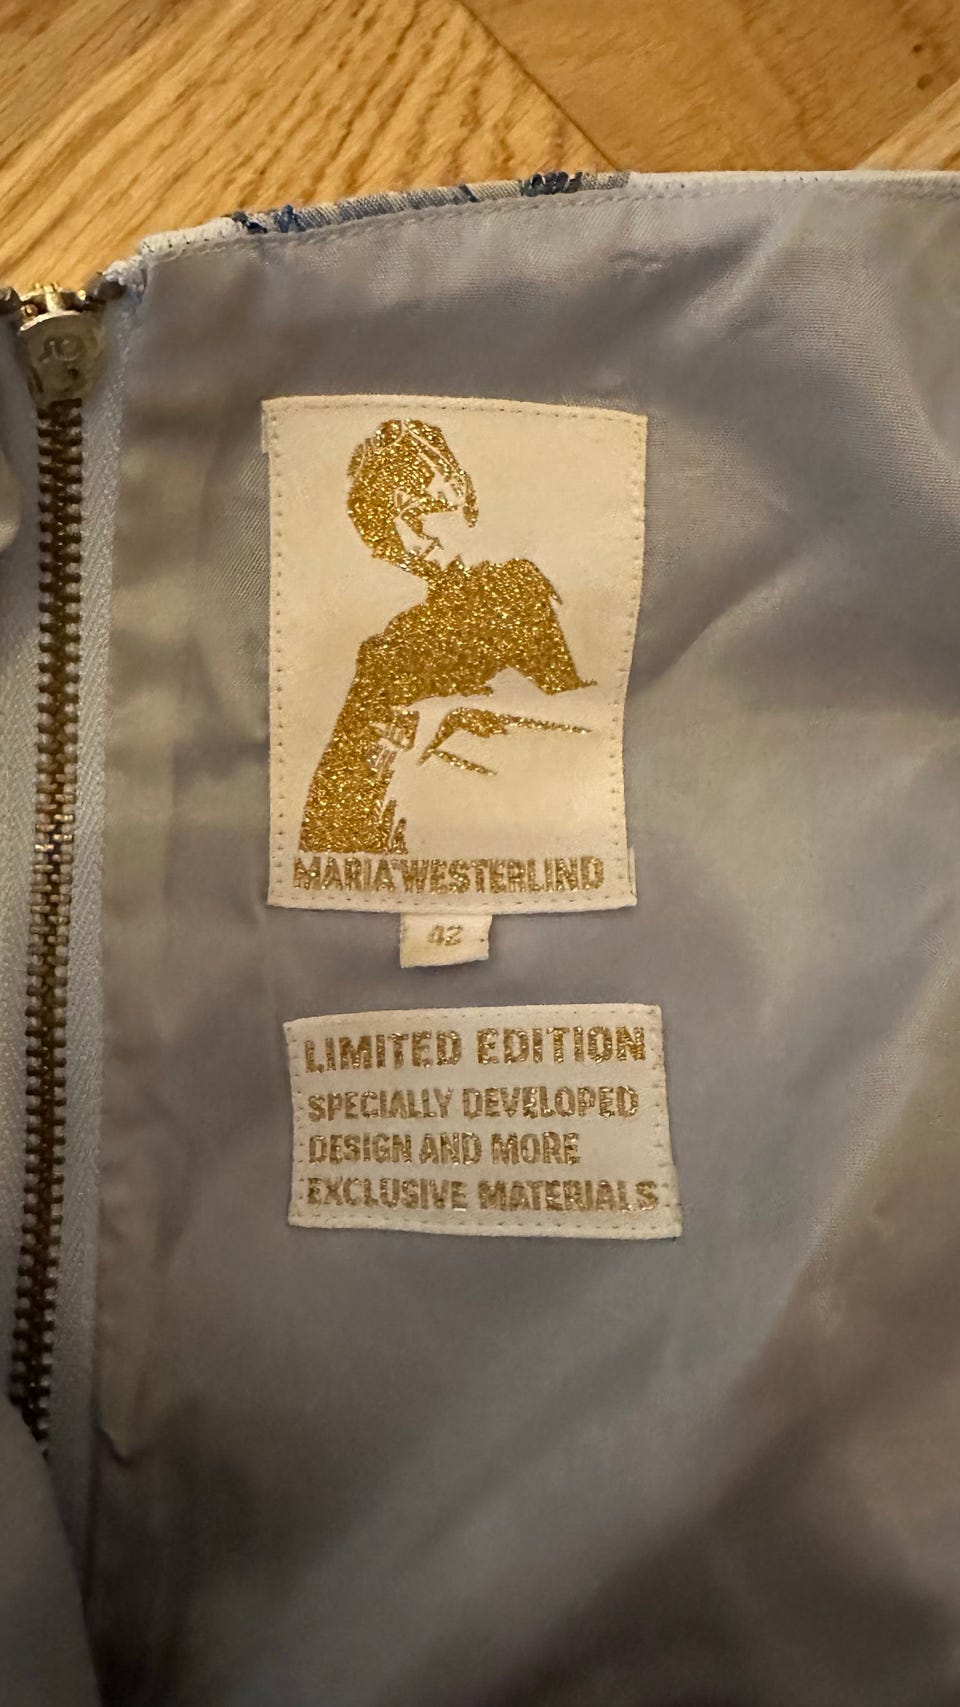 MARIA WESTERLIND
42
LIMITED EDITION
SPECIALLY DEVELOPED
DESIGN AND MORE
EXCLUSIVE MATERIALS